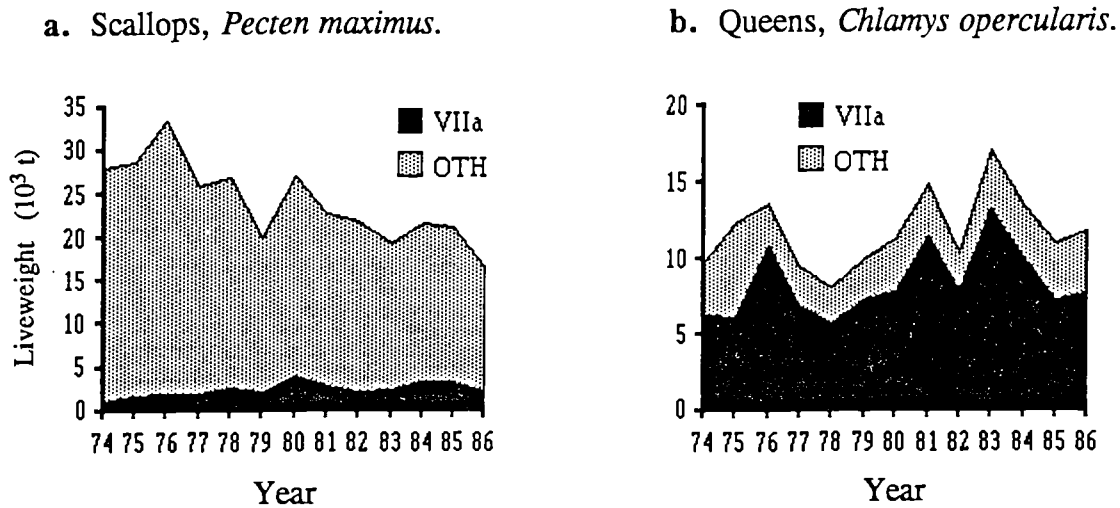 a. Scallops, Pecten maximus.
b. Queens, Chlamys opercularis.
Liveweight (10³ t)
35
30
25
20
15
10
5
0
VIIa
OTH
74 75 76 77 78 79 80 81 82 83 84 85 86
Year
20
15
10
5
0
VIIa
OTH
74 75 76 77 78 79 80 81 82 83 84 85 86
Year